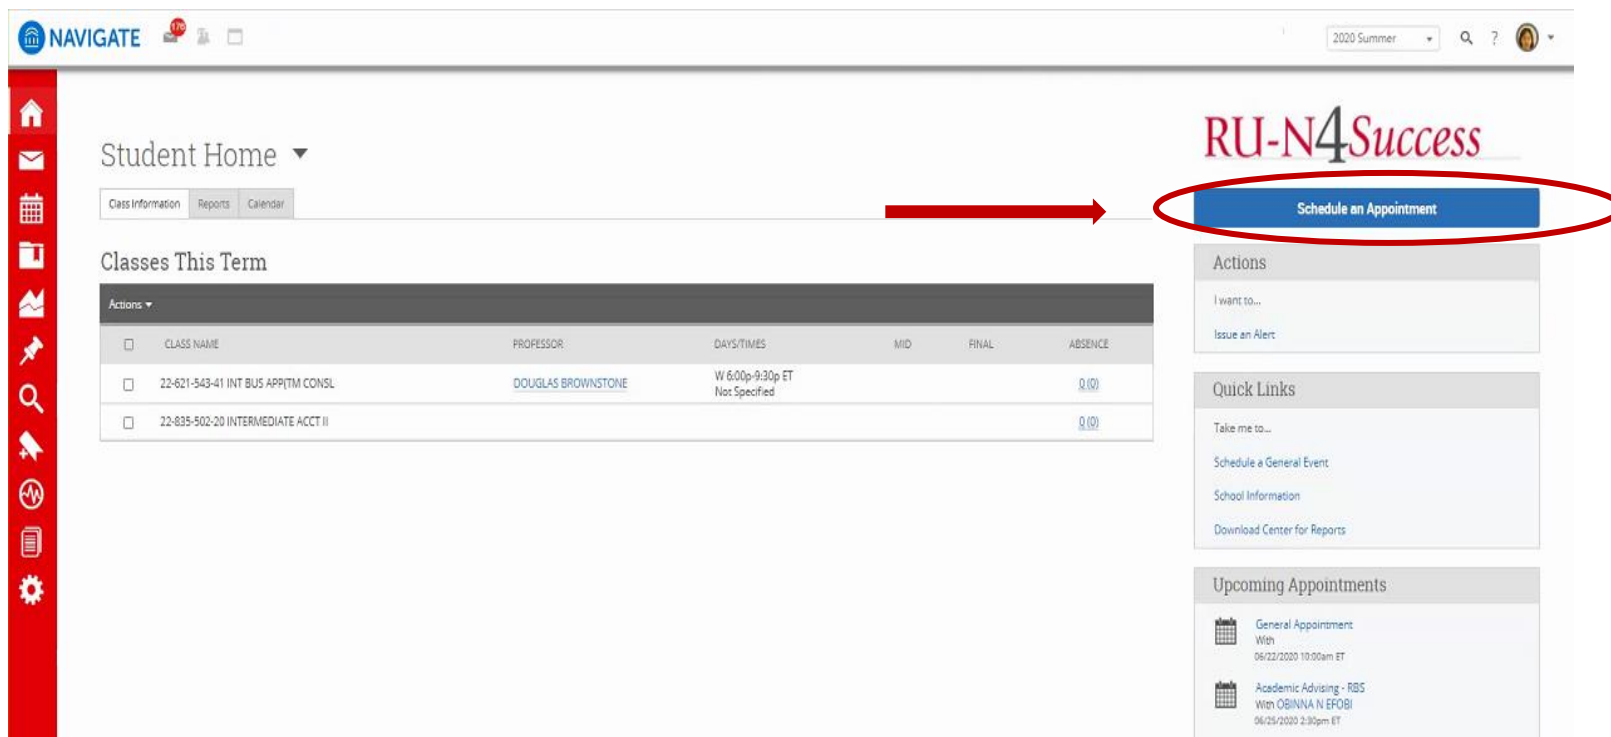 NAVIGATE
176
2020 Summer
?
RU-N4Success
Student Home
Class Information Reports Calendar
Schedule an Appointment
Classes This Term
Actions
CLASS NAME PROFESSOR DAYS/TIMES MID FINAL ABSENCE
22-621-543-41 INT BUS APP(TM CONSL DOUGLAS BROWNSTONE W 6:00p-9:30p ET 0 (0)
Not Specified
22-835-502-20 INTERMEDIATE ACCT II 0 (0)
Actions
I want to...
Issue an Alert
Quick Links
Take me to...
Schedule a General Event
School Information
Download Center for Reports
Upcoming Appointments
General Appointment
With
06/22/2020 10:00am ET
Academic Advising - RBS
With OBINNA N EFOBI
06/25/2020 2:30pm ET